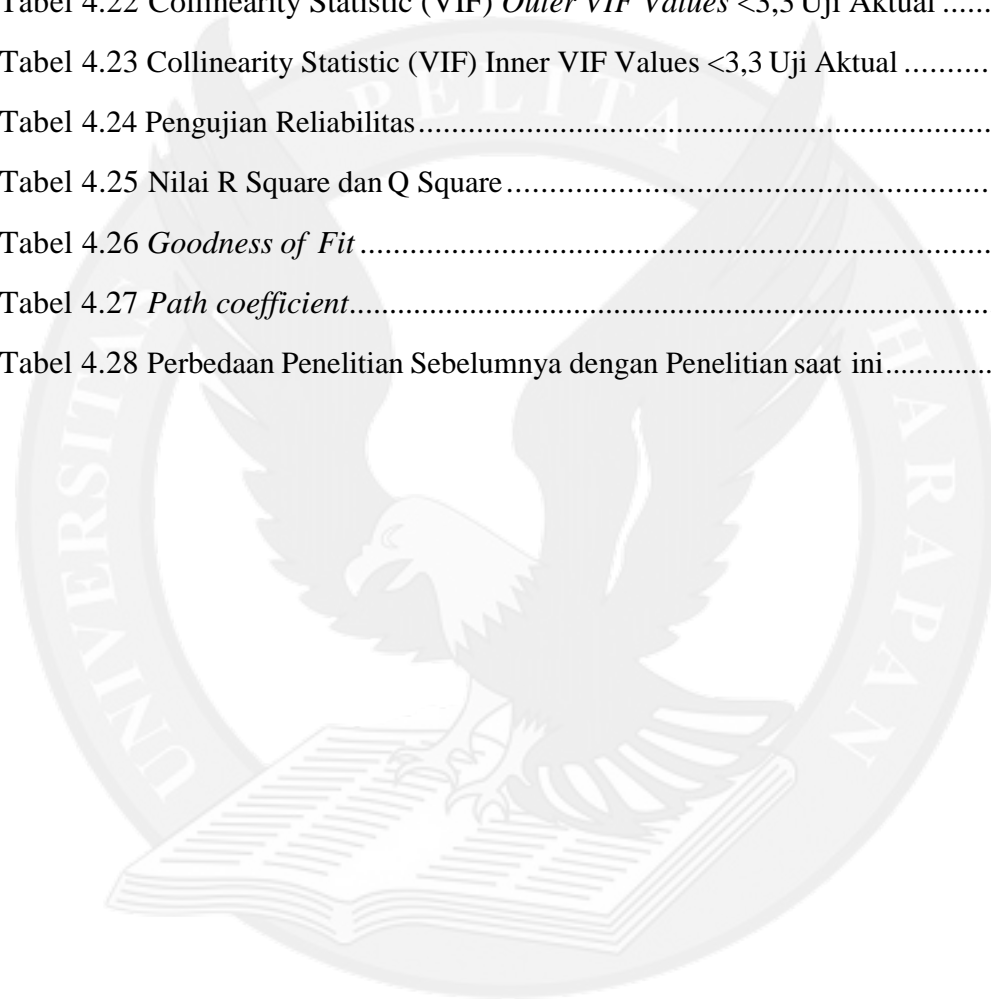 Tabel 4.22 Collinearity Statistic (VIF) Outer VIF Values <3,3 Uji Aktual ......
Tabel 4.23 Collinearity Statistic (VIF) Inner VIF Values <3,3 Uji Aktual ..........
Tabel 4.24 Pengujian Reliabilitas.......................................................................
Tabel 4.25 Nilai R Square dan Q Square............................................................
Tabel 4.26 Goodness of Fit...............................................................................
Tabel 4.27 Path coefficient................................................................................
Tabel 4.28 Perbedaan Penelitian Sebelumnya dengan Penelitian saat ini.............
UNIVERSITAS PELITA HARAPAN